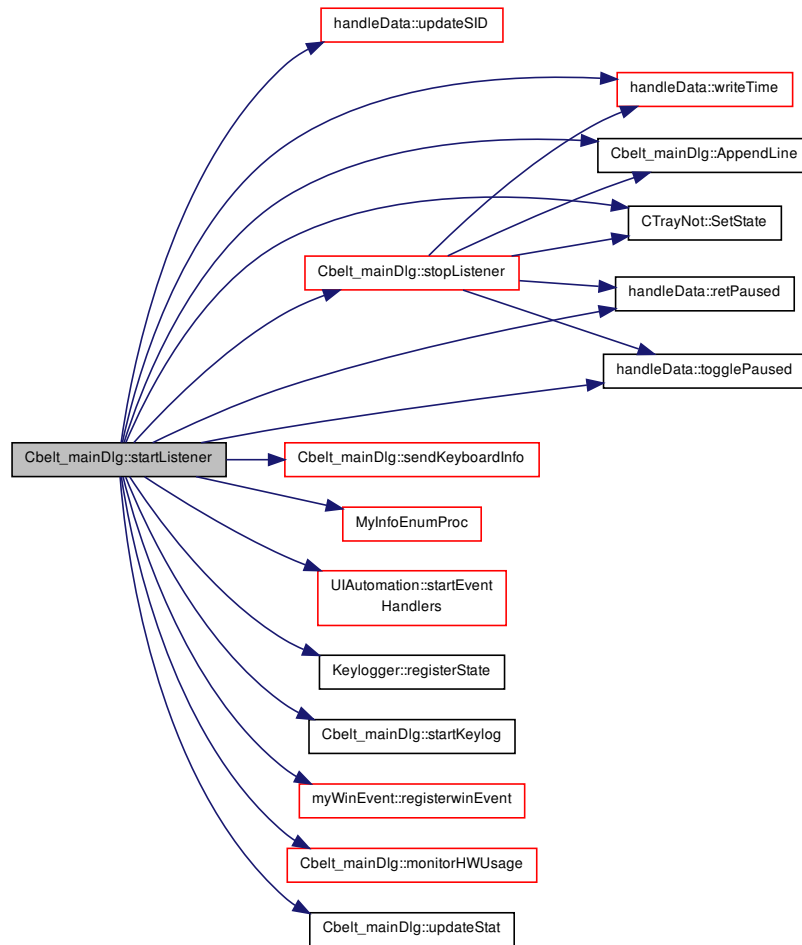 handleData::updateSID
handleData::writeTime
Cbelt_mainDlg::AppendLine
CTrayNot::SetState
Cbelt_mainDlg::stopListener
handleData::retPaused
handleData::togglePaused
Cbelt_mainDlg::startListener
Cbelt_mainDlg::sendKeyboardInfo
MyInfoEnumProc
UIAutomation::startEvent
Handlers
Keylogger::registerState
Cbelt_mainDlg::startKeylog
myWinEvent::registerwinEvent
Cbelt_mainDlg::monitorHWUsage
Cbelt_mainDlg::updateStat